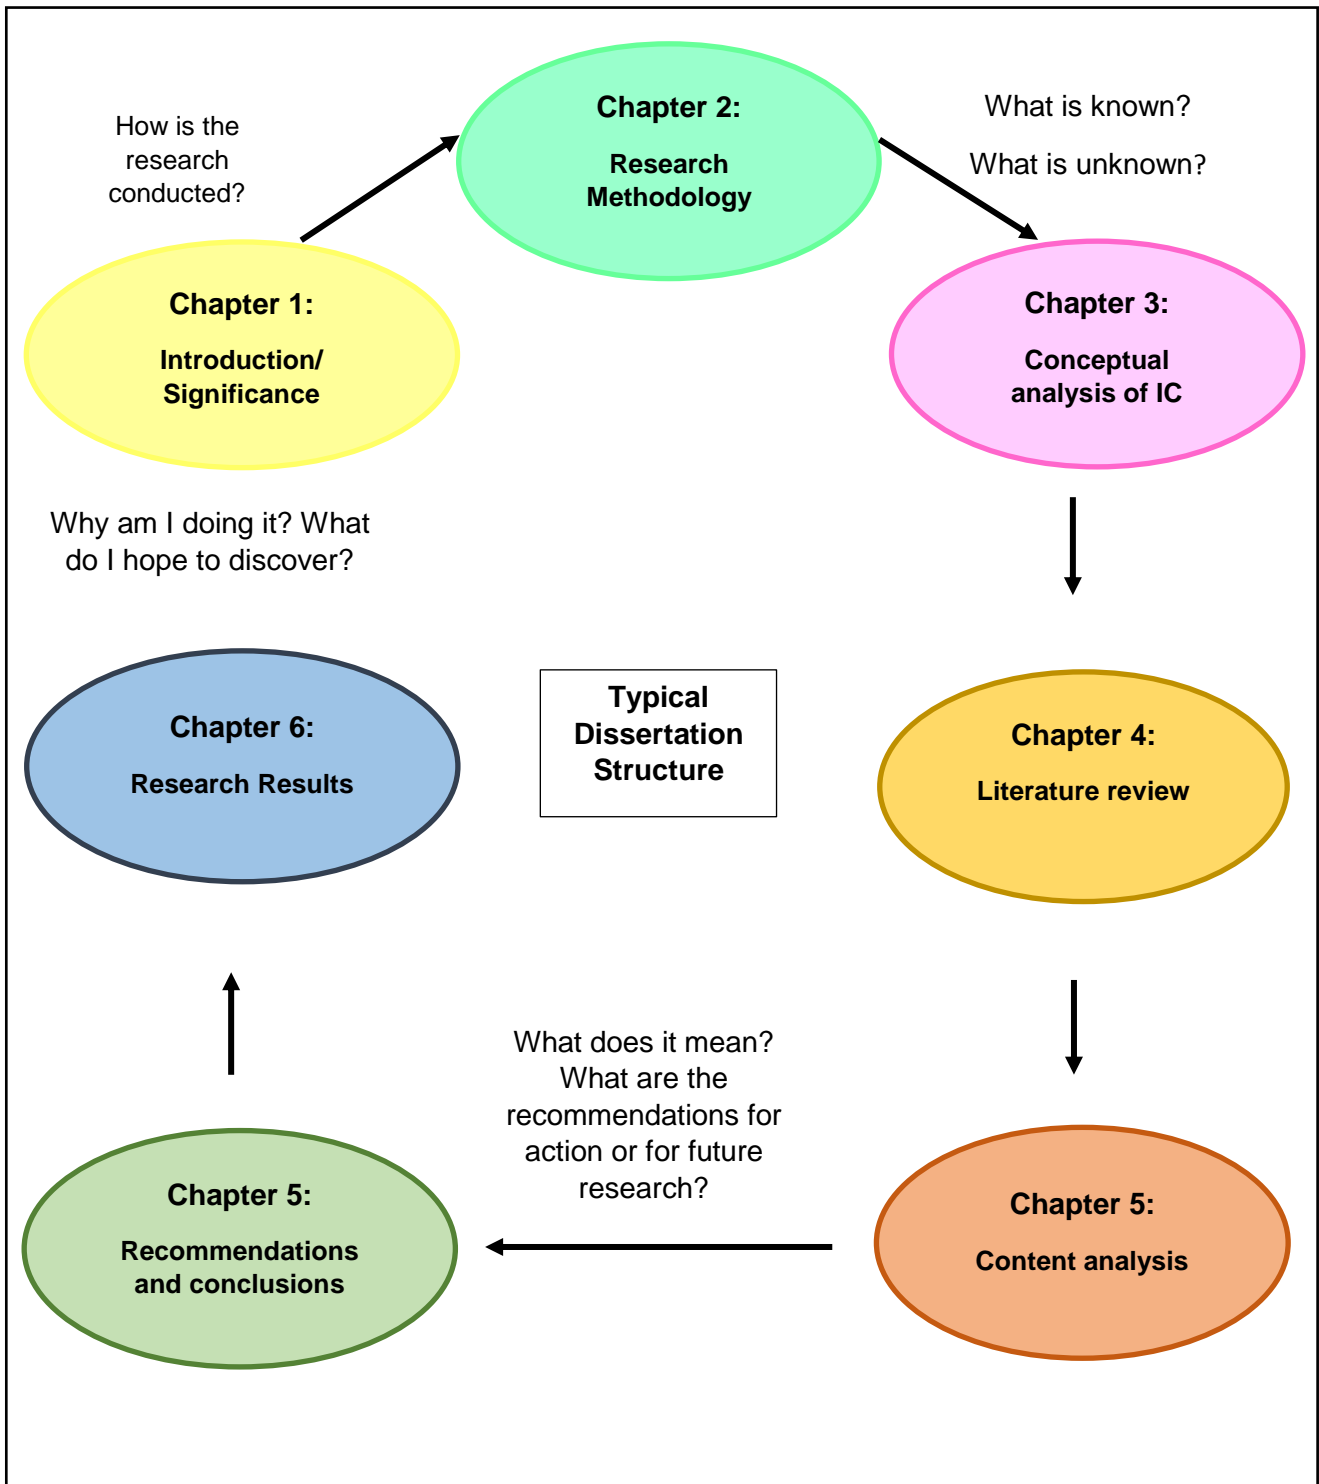 How is the
research
conducted?
Chapter 2:
Research
Methodology
What is known?
What is unknown?
Chapter 1:
Introduction/
Significance
Chapter 3:
Conceptual
analysis of IC
Why am I doing it? What
do I hope to discover?
Chapter 6:
Research Results
Typical
Dissertation
Structure
Chapter 4:
Literature review
What does it mean?
What are the
recommendations for
action or for future
research?
Chapter 5:
Recommendations
and conclusions
Chapter 5:
Content analysis